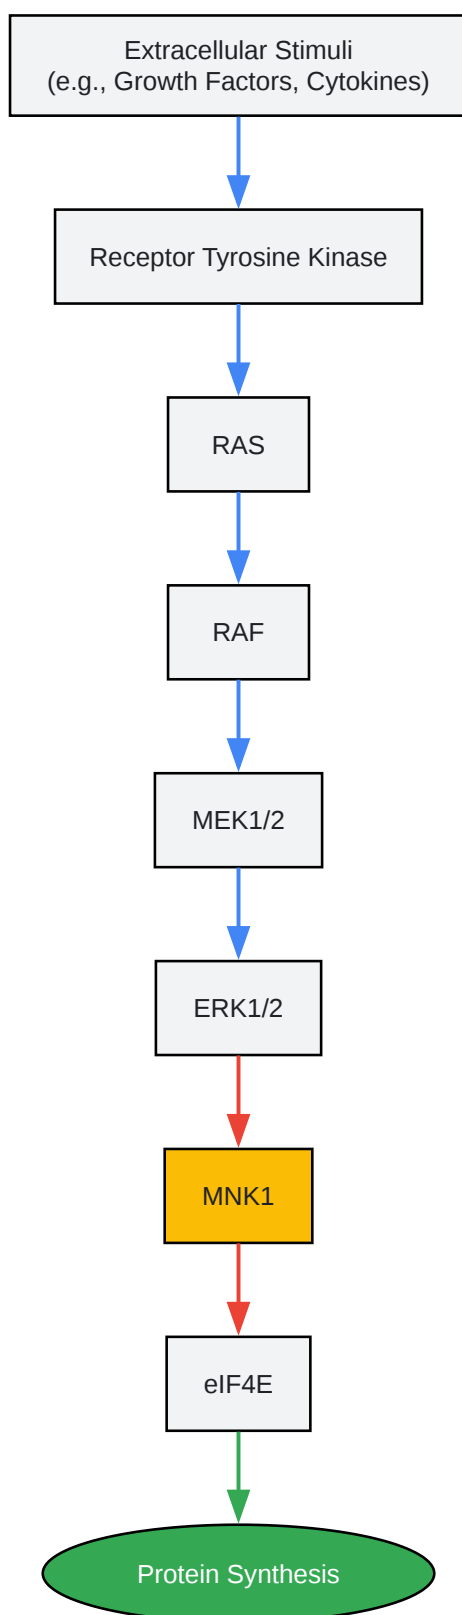 Extracellular Stimuli
(e.g., Growth Factors, Cytokines)
Receptor Tyrosine Kinase
RAS
RAF
MEK1/2
ERK1/2
MNK1
eIF4E
Protein Synthesis